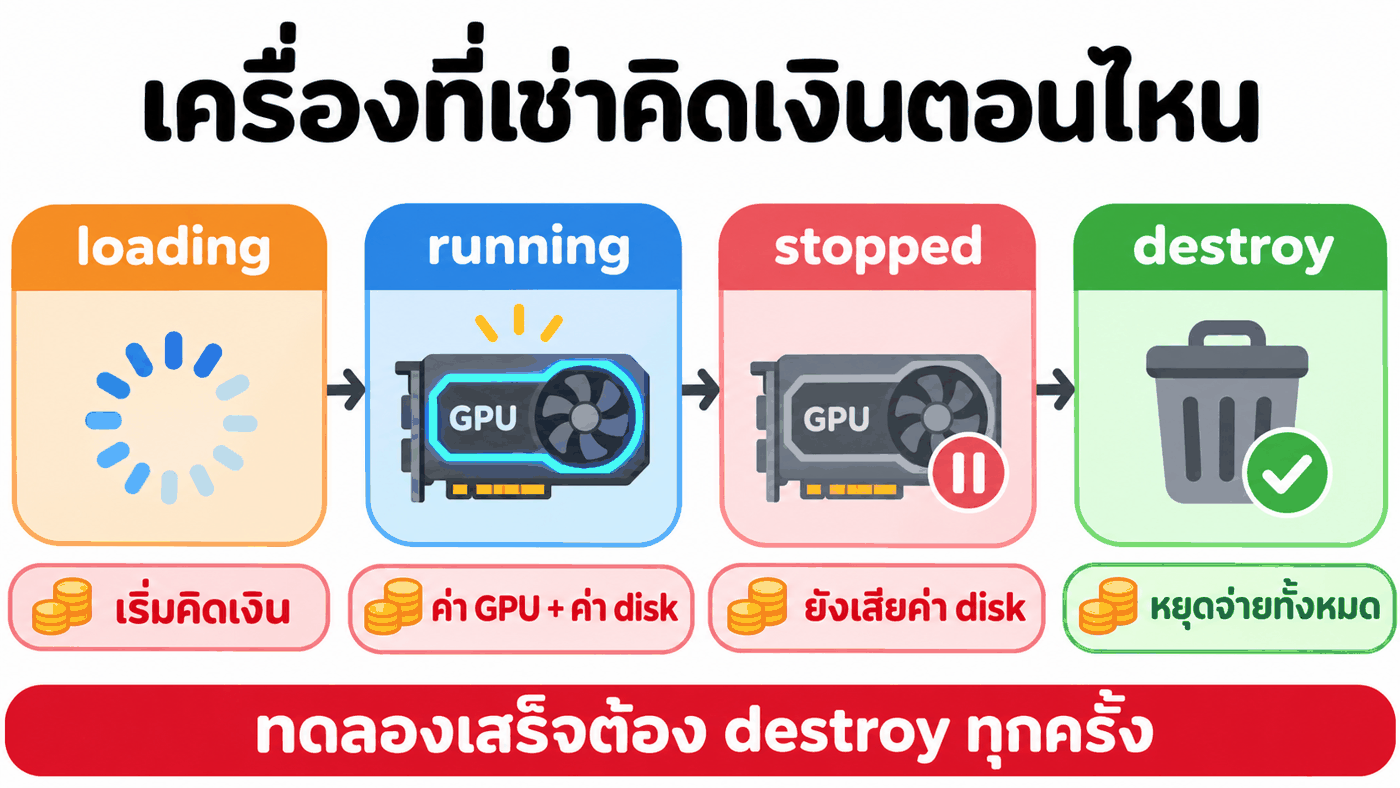 เครื่องที่เช่าคิดเงินตอนไหน
loading
running
stopped
destroy
GPU
GPU
เริ่มคิดเงิน
ค่า GPU + ค่า disk
ยังเสียค่า disk
หยุดจ่ายทั้งหมด
ทดลองเสร็จต้อง destroy ทุกครั้ง